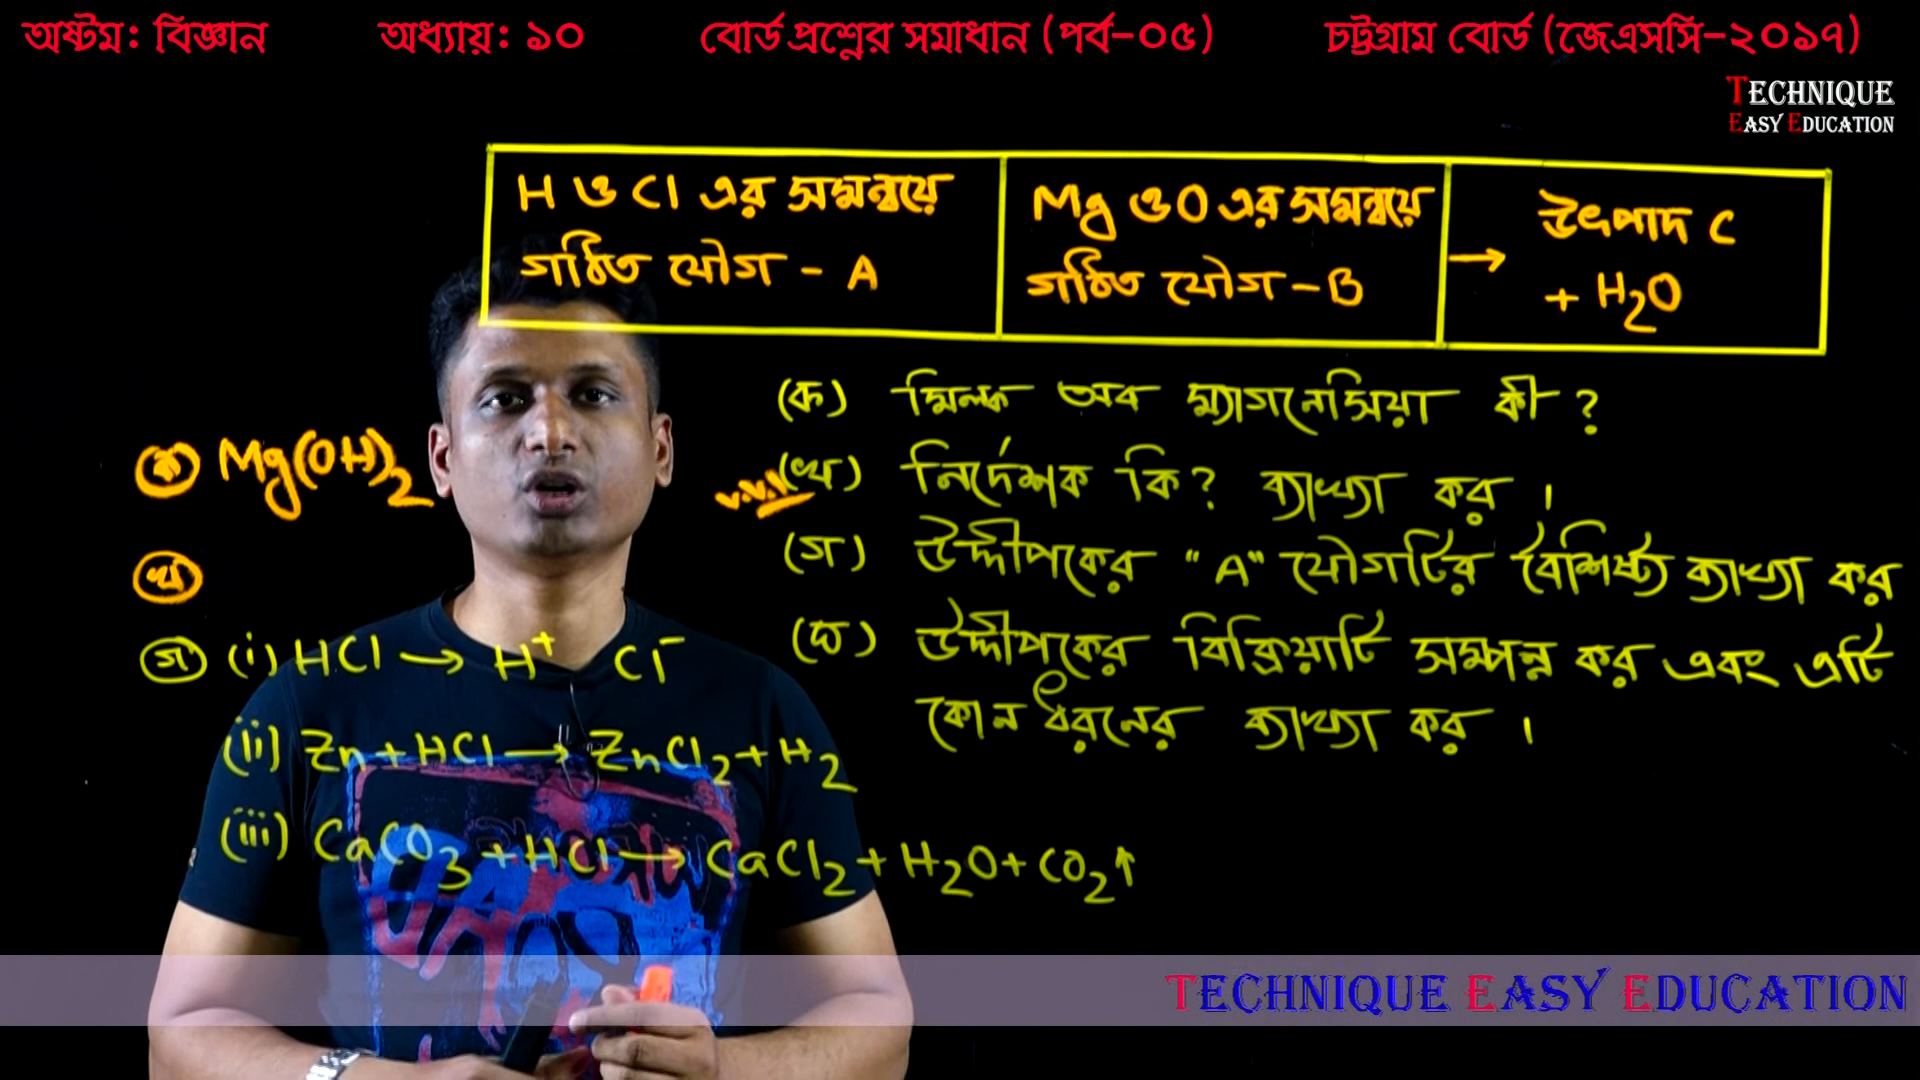 অষ্টম: বিজ্ঞান অধ্যায়: ১০ বোর্ড প্রশ্নের সমাধান (পর্ব-০৫) চট্টগ্রাম বোর্ড (জেএসসি-২০১৭)
TECHNIQUE
EASY EDUCATION
H ও Cl এর সমন্বয়ে
গঠিত যৌগ - A
Mg ও O এর সমন্বয়ে
গঠিত যৌগ - B
→ উৎপাদ C
+ H2O
(ক) মিল্ক অব ম্যাগনেসিয়া কী ?
v.v.i (খ) নির্দেশক কি ? ব্যাখ্যা কর ।
(গ) উদ্দীপকের "A" যৌগটির বৈশিষ্ট্য ব্যাখ্যা কর
(ঘ) উদ্দীপকের বিক্রিয়াটি সম্পন্ন কর এবং এটি
কোন ধরনের ব্যাখ্যা কর ।
(ক) Mg(OH)2
(খ)
(গ) (i) HCl → H+ Cl-
(ii) Zn + HCl → ZnCl2 + H2
(iii) CaCO3 + HCl → CaCl2 + H2O + CO2↑
TECHNIQUE EASY EDUCATION